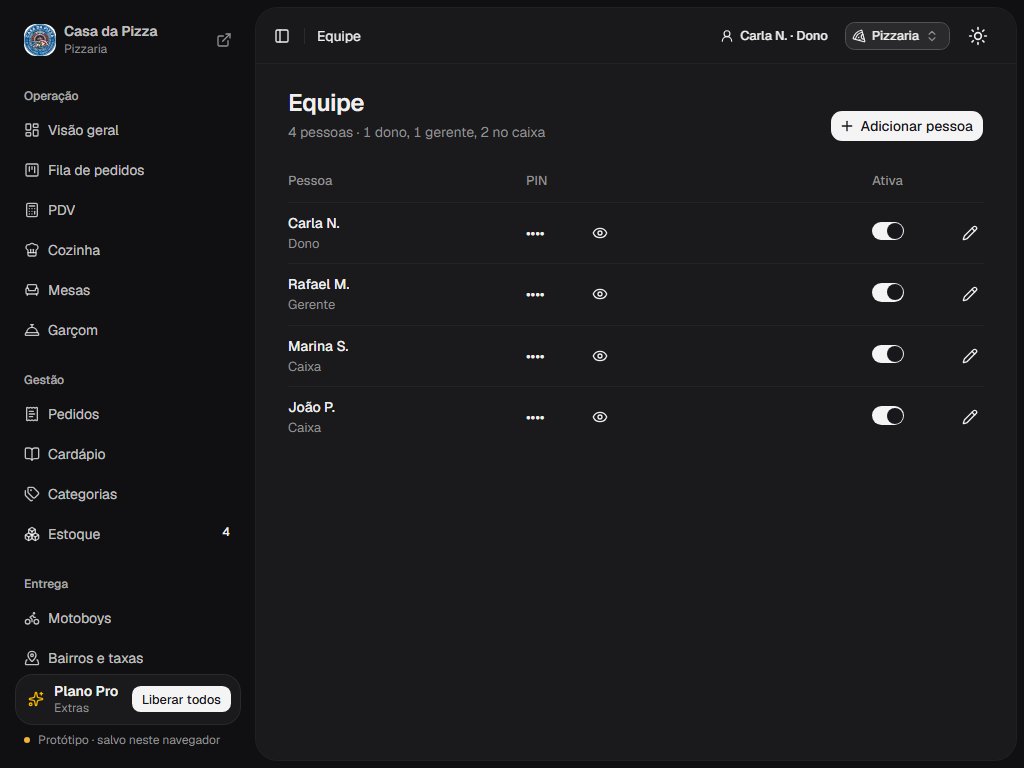 Casa da Pizza
Pizzaria
Operação
Visão geral
Fila de pedidos
PDV
Cozinha
Mesas
Garçom
Gestão
Pedidos
Cardápio
Categorias
Estoque 4
Entrega
Motoboys
Bairros e taxas
Plano Pro
Extras
Liberar todos
Protótipo · salvo neste navegador
Equipe
Carla N. · Dono
Pizzaria
Equipe
4 pessoas · 1 dono, 1 gerente, 2 no caixa
Adicionar pessoa
Pessoa PIN Ativa
Carla N.
Dono
••••
Rafael M.
Gerente
••••
Marina S.
Caixa
••••
João P.
Caixa
••••